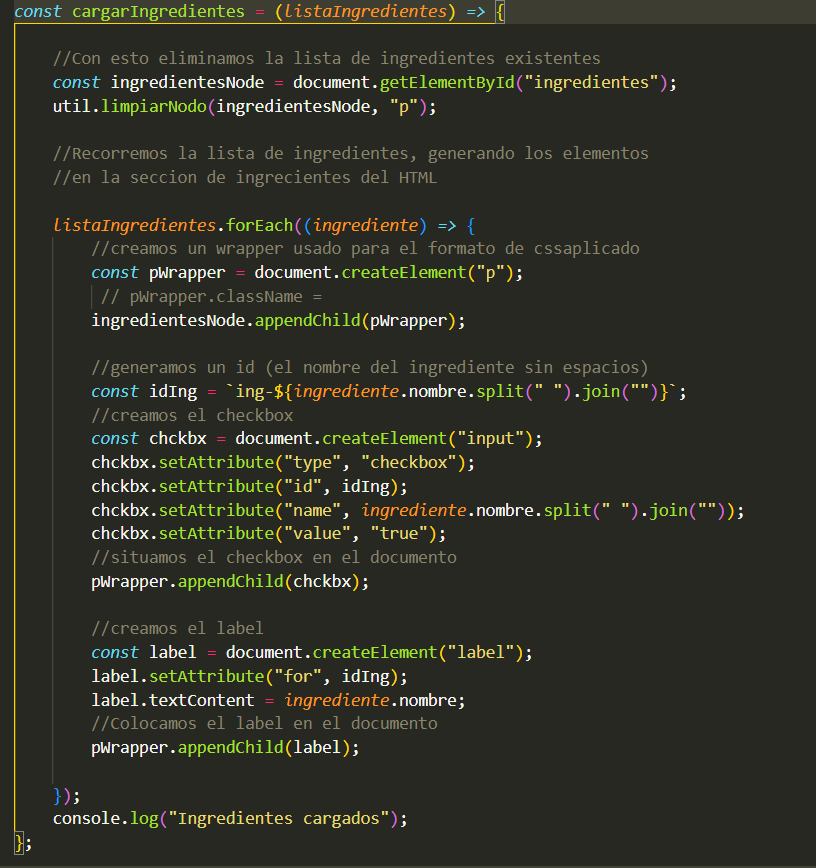 const cargarIngredientes = (listaIngredientes) => {
//Con esto eliminamos la lista de ingredientes existentes
const ingredientesNode = document.getElementById("ingredientes");
util.limpiarNodo(ingredientesNode, "p");
//Recorremos la lista de ingredientes, generando los elementos
//en la seccion de ingrecientes del HTML
listaIngredientes.forEach((ingrediente) => {
//creamos un wrapper usado para el formato de cssaplicado
const pWrapper = document.createElement("p");
// pWrapper.className =
ingredientesNode.appendChild(pWrapper);
//generamos un id (el nombre del ingrediente sin espacios)
const idIng = `ing-${ingrediente.nombre.split(" ").join("")}`;
//creamos el checkbox
const chckbx = document.createElement("input");
chckbx.setAttribute("type", "checkbox");
chckbx.setAttribute("id", idIng);
chckbx.setAttribute("name", ingrediente.nombre.split(" ").join(""));
chckbx.setAttribute("value", "true");
//situamos el checkbox en el documento
pWrapper.appendChild(chckbx);
//creamos el label
const label = document.createElement("label");
label.setAttribute("for", idIng);
label.textContent = ingrediente.nombre;
//Colocamos el label en el documento
pWrapper.appendChild(label);
});
console.log("Ingredientes cargados");
};